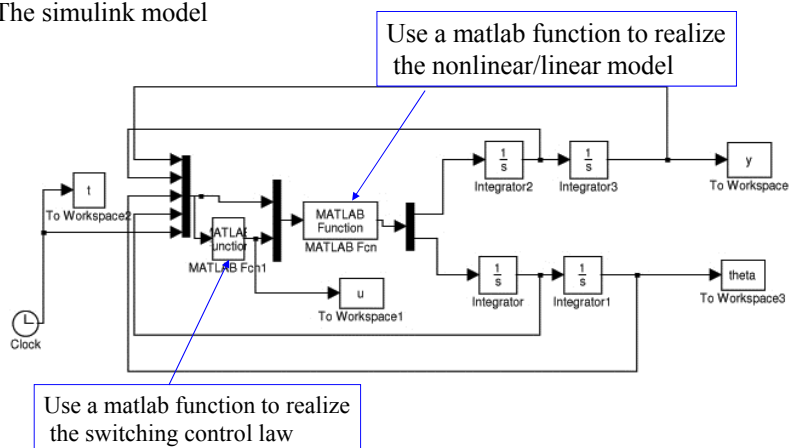 The simulink model
Use a matlab function to realize
the nonlinear/linear model
t
To Workspace2
MATLAB Fcn1
u
To Workspace1
MATLAB
Function
MATLAB Fcn
1
s
Integrator2
1
s
Integrator3
y
To Workspace
1
s
Integrator
1
s
Integrator1
theta
To Workspace3
Clock
Use a matlab function to realize
the switching control law